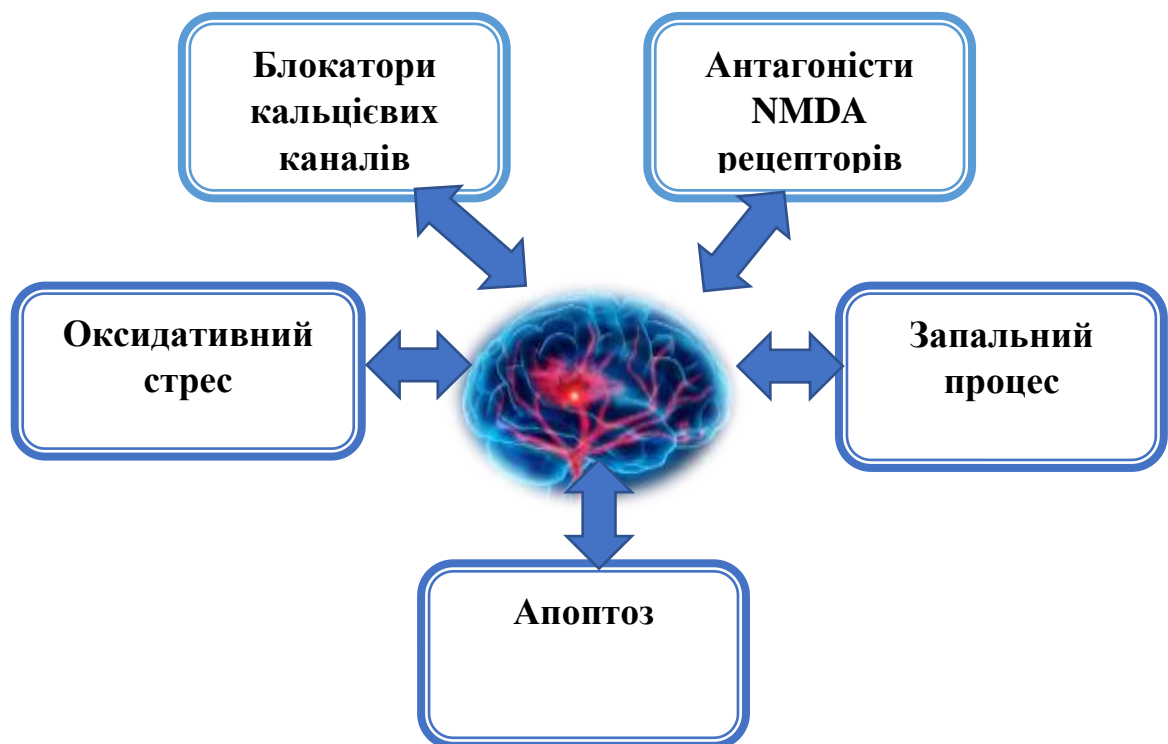 Блокатори
кальцієвих
каналів
Антагоністи
NMDA
рецепторів
Оксидативний
стрес
Запальний
процес
Апоптоз